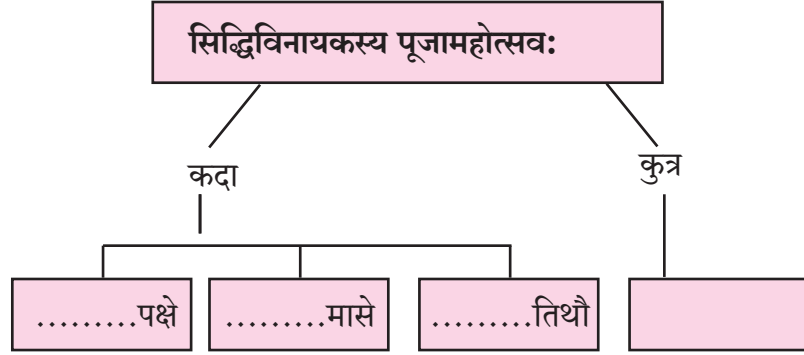 सिद्धिविनायकस्य पूजामहोत्सव:
कदा
कुत्र
.........पक्षे
.........मासे
.........तिथौ